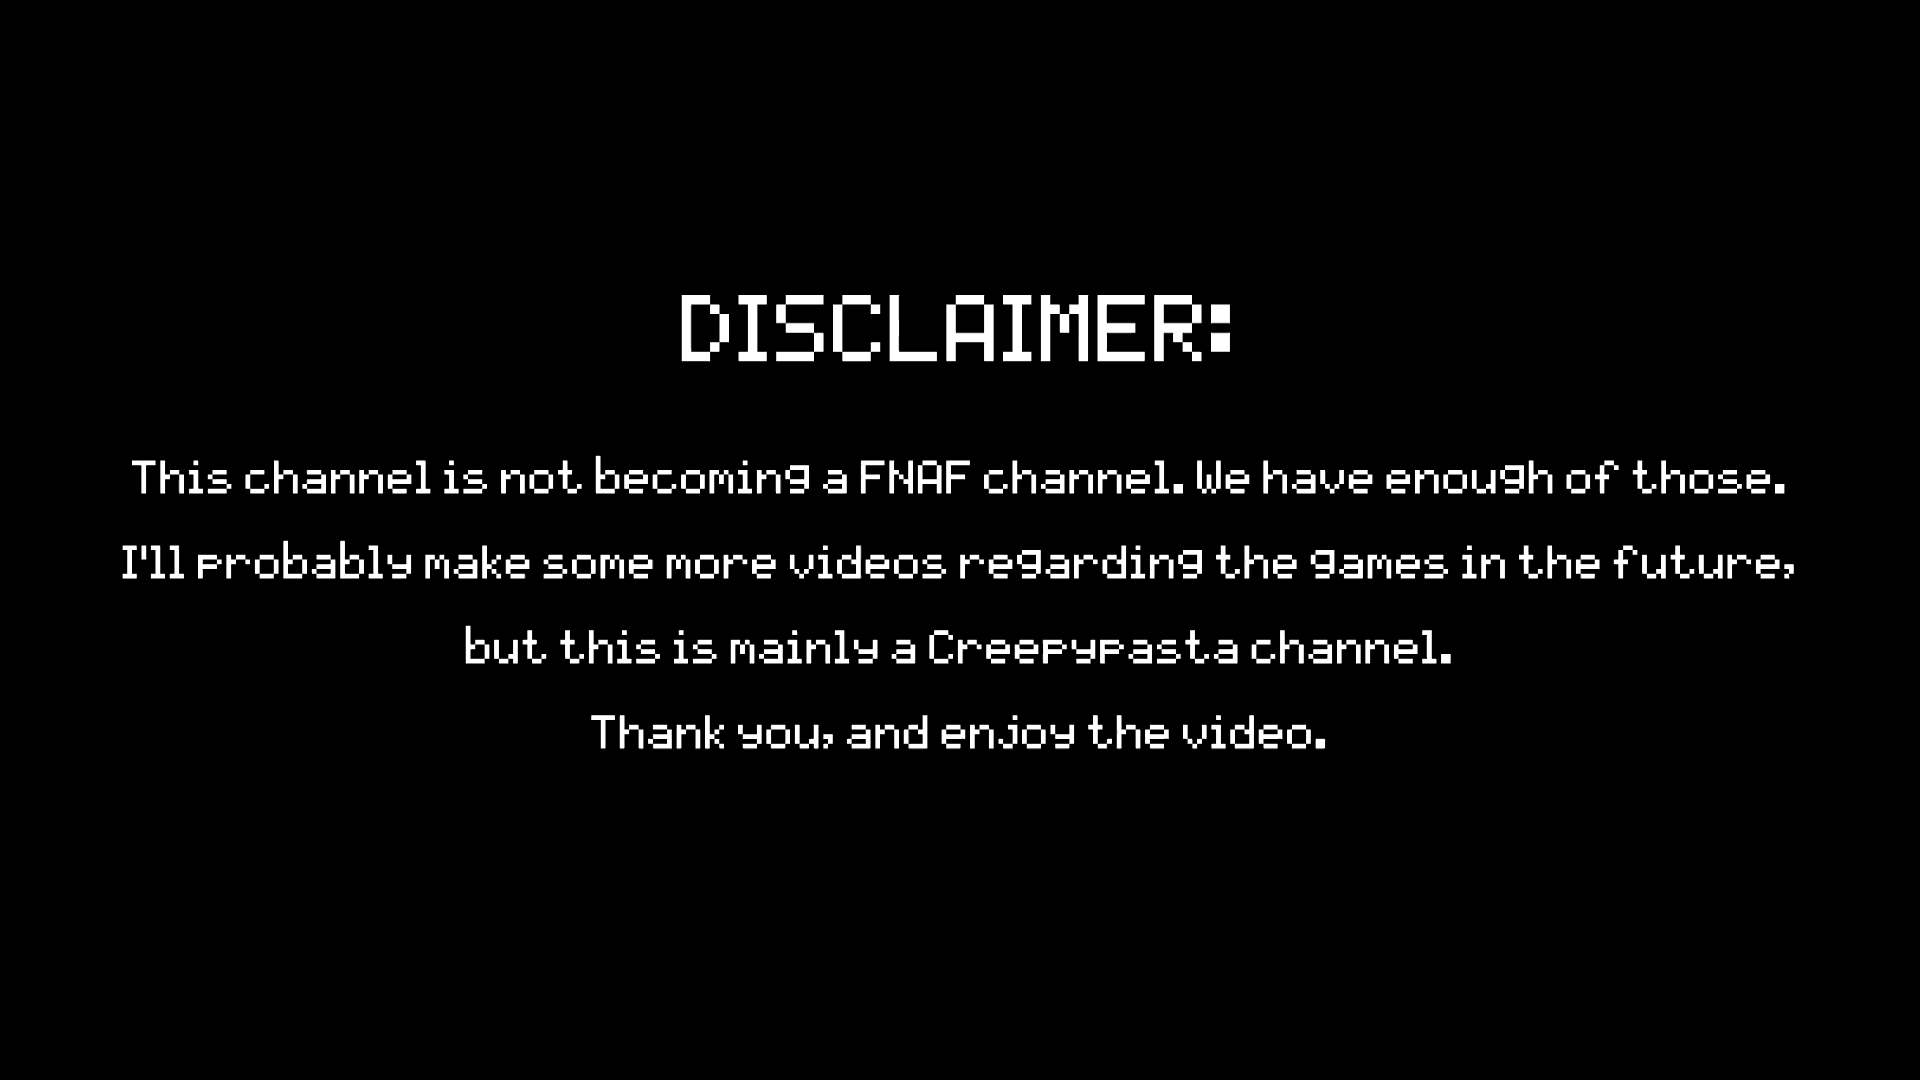 DISCLAIMER:
This channel is not becoming a FNAF channel. We have enough of those.
I'll probably make some more videos regarding the games in the future,
but this is mainly a Creepypasta channel.
Thank you, and enjoy the video.